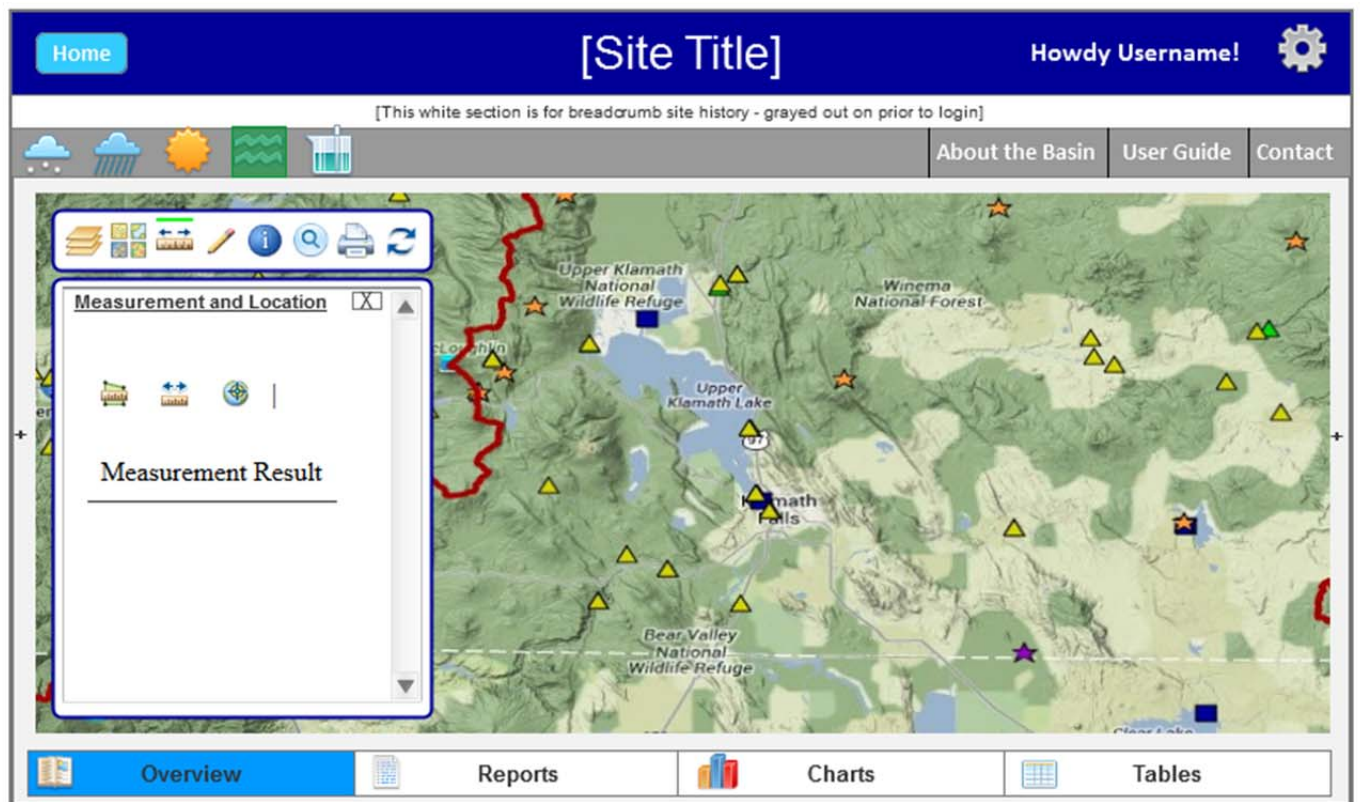 Home
[Site Title]
Howdy Username!
[This white section is for breadcrumb site history - grayed out on prior to login]
About the Basin
User Guide
Contact
Measurement and Location
X
Measurement Result
Upper Klamath
National
Wildlife Refuge
Winema
National Forest
Upper
Klamath Lake
97
Falls
Bear Valley
National
Wildlife Refuge
Clear Lake
Overview
Reports
Charts
Tables